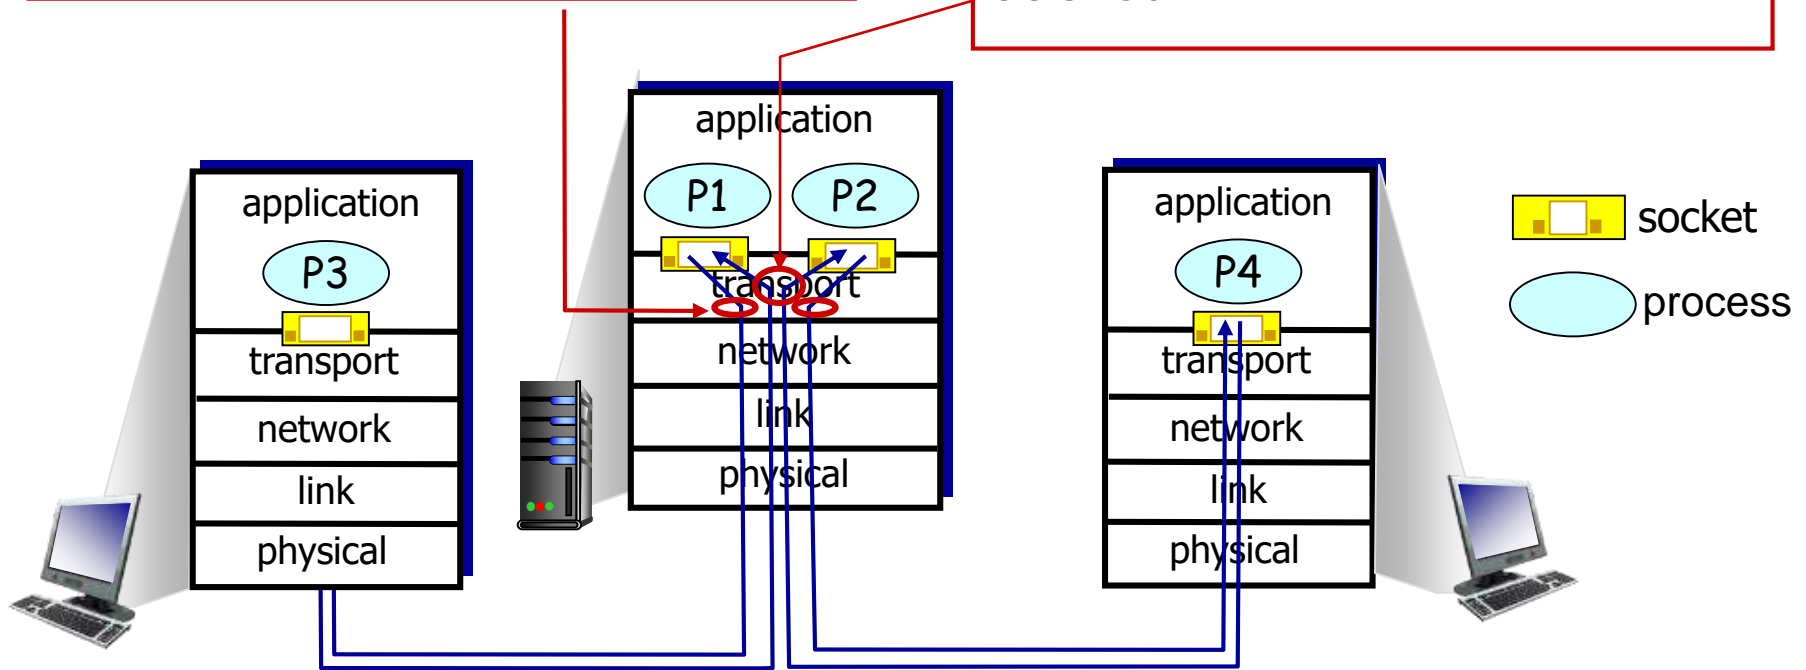 application
P1
P2
transport
network
link
physical
application
P3
transport
network
link
physical
application
P4
transport
network
link
physical
socket
process